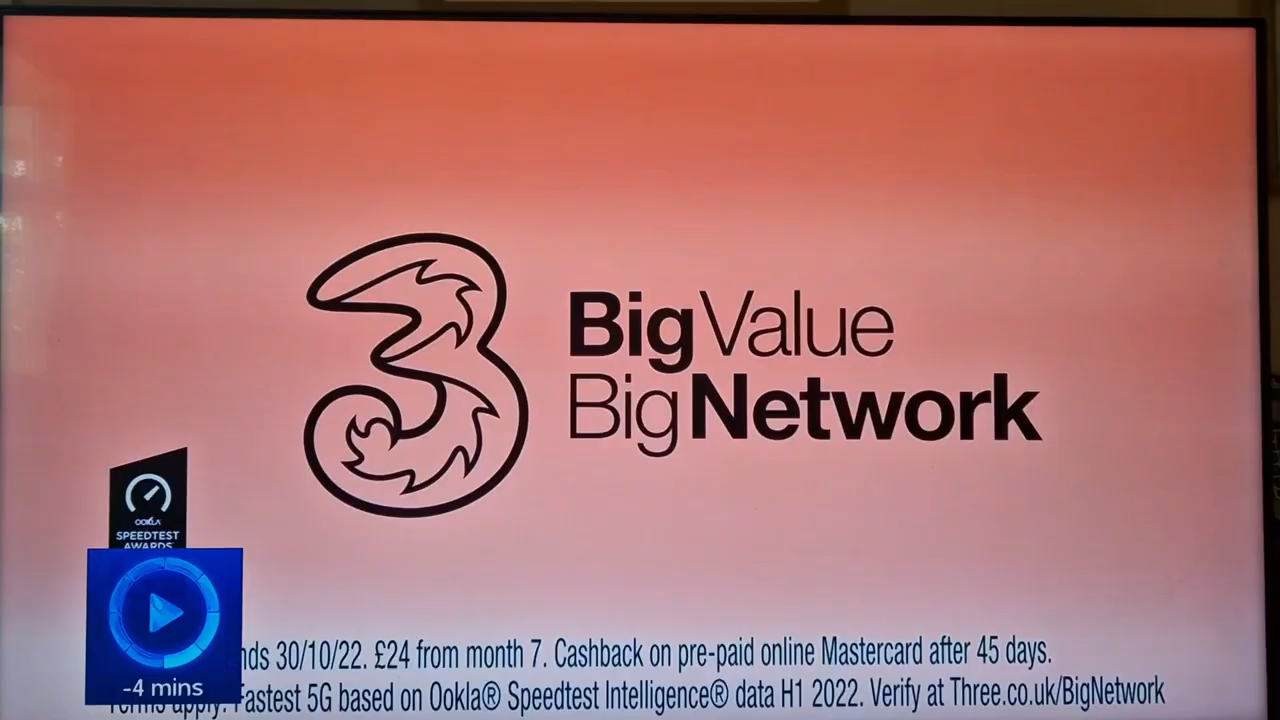 Big Value
Big Network
OOKLA
SPEEDTEST
AWARDS
nds 30/10/22. £24 from month 7. Cashback on pre-paid online Mastercard after 45 days.
Terms apply. Fastest 5G based on Ookla® Speedtest Intelligence® data H1 2022. Verify at Three.co.uk/BigNetwork
-4 mins